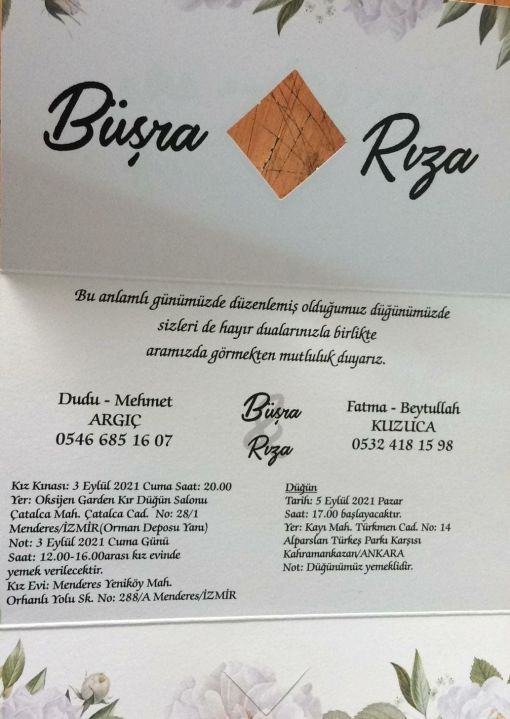 Büşra
Rıza
Bu anlamlı günümüzde düzenlemiş olduğumuz düğünümüzde
sizleri de hayır dualarınızla birlikte
aramızda görmekten mutluluk duyarız.
Dudu - Mehmet
ARGIÇ
0546 685 16 07
Büşra
&
Rıza
Fatma - Beytullah
KUZUCA
0532 418 15 98
Kız Kınası: 3 Eylül 2021 Cuma Saat: 20.00
Yer: Oksijen Garden Kır Düğün Salonu
Çatalca Mah. Çatalca Cad. No: 28/1
Menderes/İZMİR(Orman Deposu Yanı)
Not: 3 Eylül 2021 Cuma Günü
Saat: 12.00-16.00arası kız evinde
yemek verilecektir.
Kız Evi: Menderes Yeniköy Mah.
Orhanlı Yolu Sk. No: 288/A Menderes/İZMİR
Düğün
Tarih: 5 Eylül 2021 Pazar
Saat: 17.00 başlayacaktır.
Yer: Kayı Mah. Türkmen Cad. No: 14
Alparslan Türkeş Parkı Karşısı
Kahramankazan/ANKARA
Not: Düğünümüz yemeklidir.